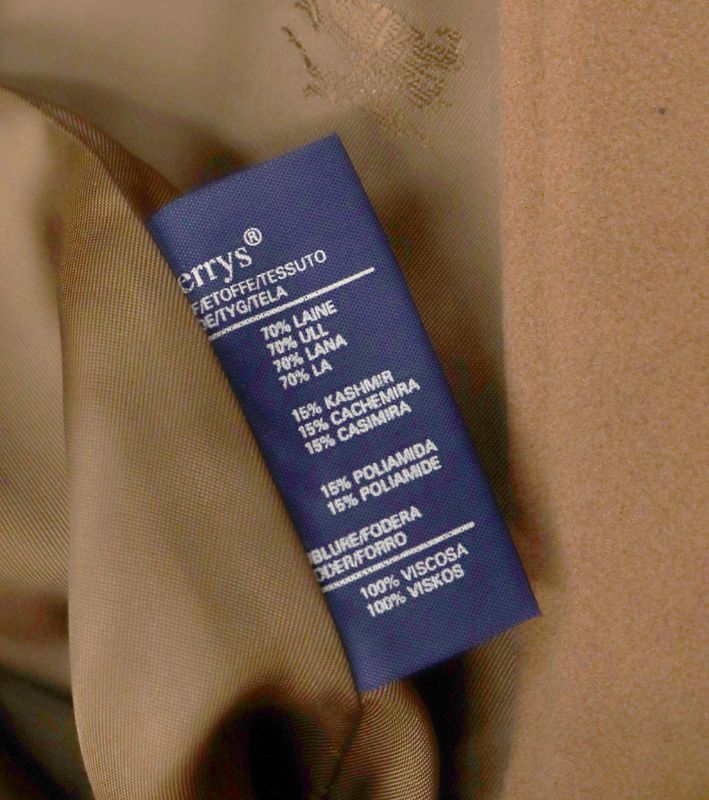 errys®
F/ETOFFE/TESSUTO
DE/TYG/TELA
70% LAINE
70% ULL
70% LANA
70% LA
15% KASHMIR
15% CACHEMIRA
15% CASIMIRA
15% POLIAMIDA
15% POLIAMIDE
BLURE/FODERA
ODER/FORRO
100% VISCOSA
100% VISKOS